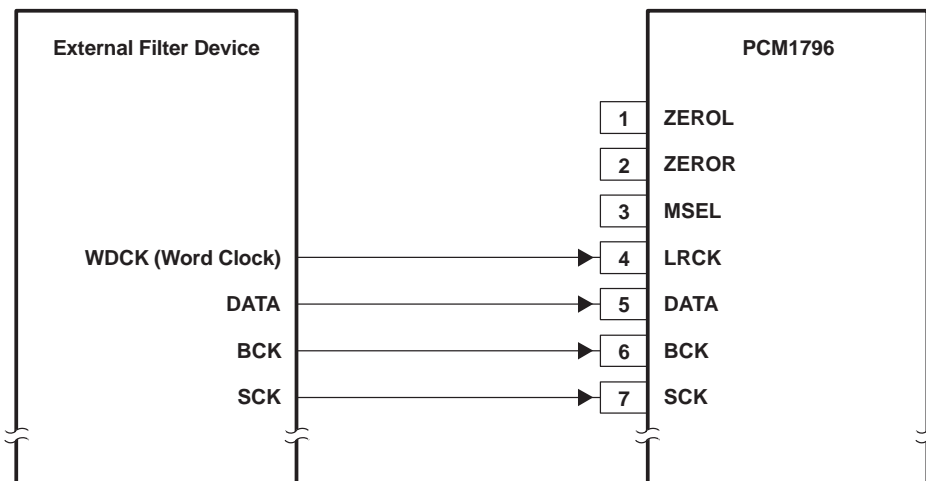 External Filter Device
PCM1796
1 ZEROL
2 ZEROR
3 MSEL
WDCK (Word Clock) 4 LRCK
DATA 5 DATA
BCK 6 BCK
SCK 7 SCK